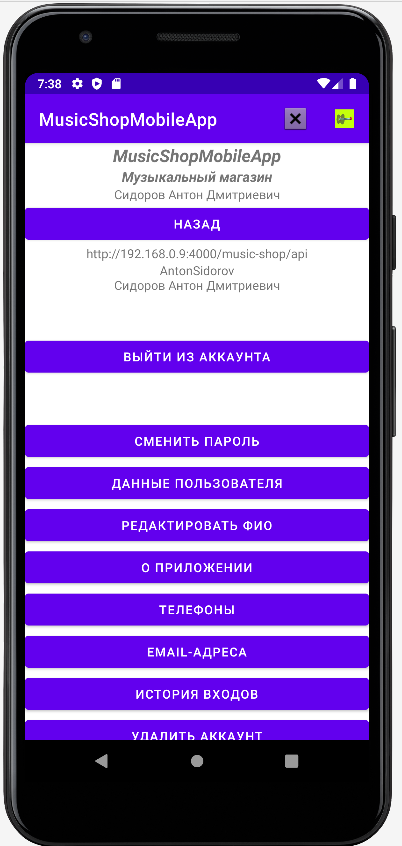 7:38
MusicShopMobileApp
MusicShopMobileApp
Музыкальный магазин
Сидоров Антон Дмитриевич
НАЗАД
http://192.168.0.9:4000/music-shop/api
AntonSidorov
Сидоров Антон Дмитриевич
ВЫЙТИ ИЗ АККАУНТА
СМЕНИТЬ ПАРОЛЬ
ДАННЫЕ ПОЛЬЗОВАТЕЛЯ
РЕДАКТИРОВАТЬ ФИО
О ПРИЛОЖЕНИИ
ТЕЛЕФОНЫ
EMAIL-АДРЕСА
ИСТОРИЯ ВХОДОВ
УДАЛИТЬ АККАУНТ